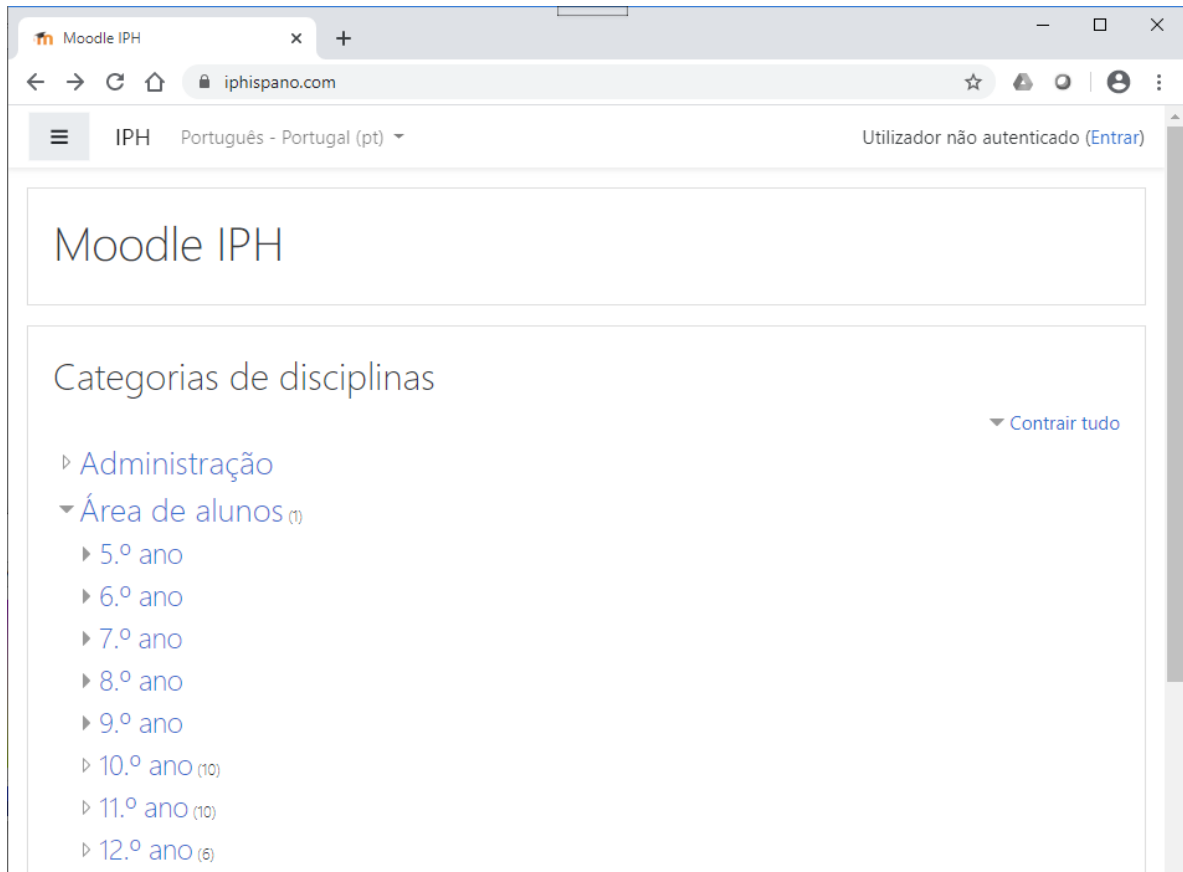 Moodle IPH
iphispano.com
IPH Português - Portugal (pt) Utilizador não autenticado (Entrar)
Moodle IPH
Categorias de disciplinas
Contrair tudo
Administração
Área de alunos (1)
5.º ano
6.º ano
7.º ano
8.º ano
9.º ano
10.º ano (10)
11.º ano (10)
12.º ano (6)